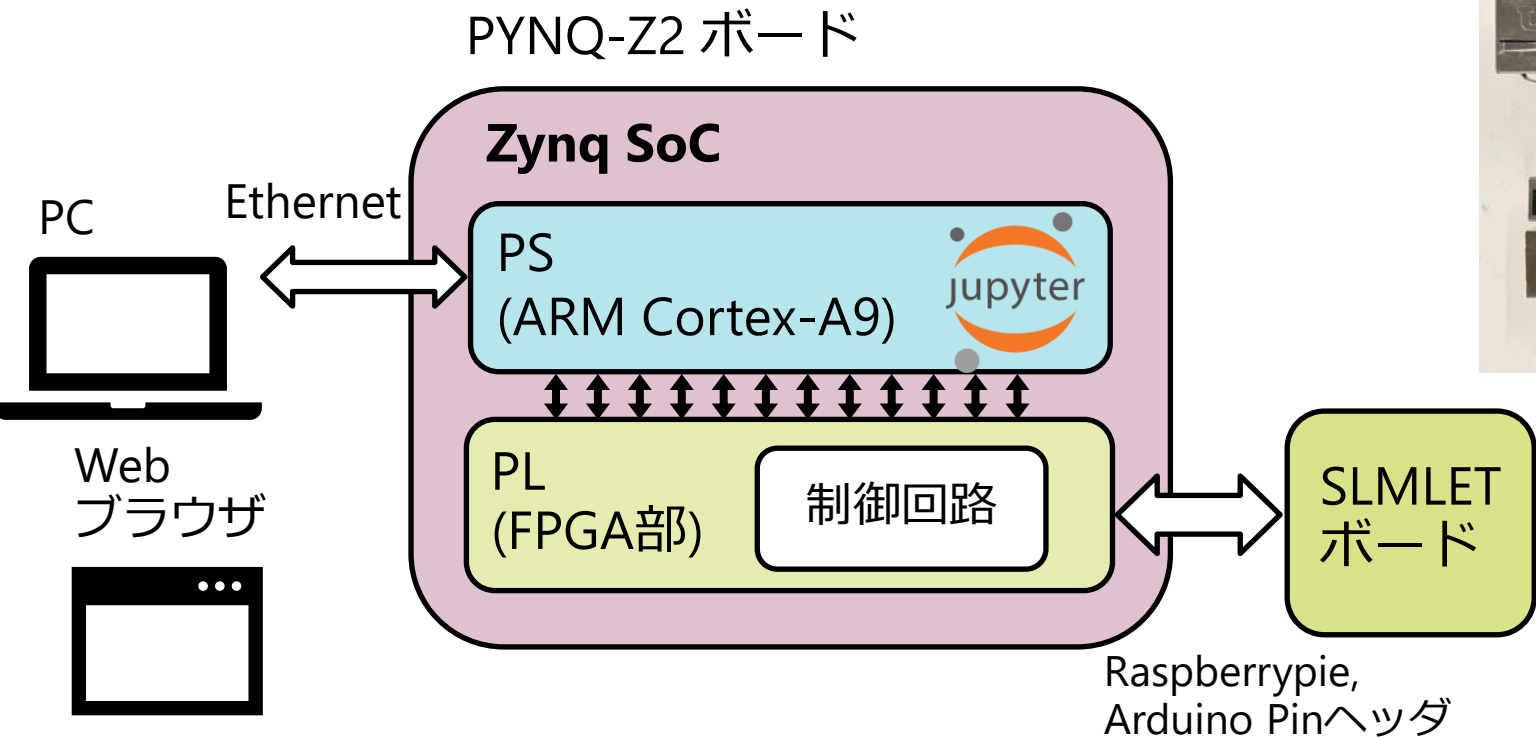 PYNQ-Z2 ボード
Zynq SoC
PC
Ethernet
PS
(ARM Cortex-A9)
jupyter
PL
(FPGA部)
制御回路
Web
ブラウザ
SLMLET
ボード
Raspberrypie,
Arduino Pinヘッダ